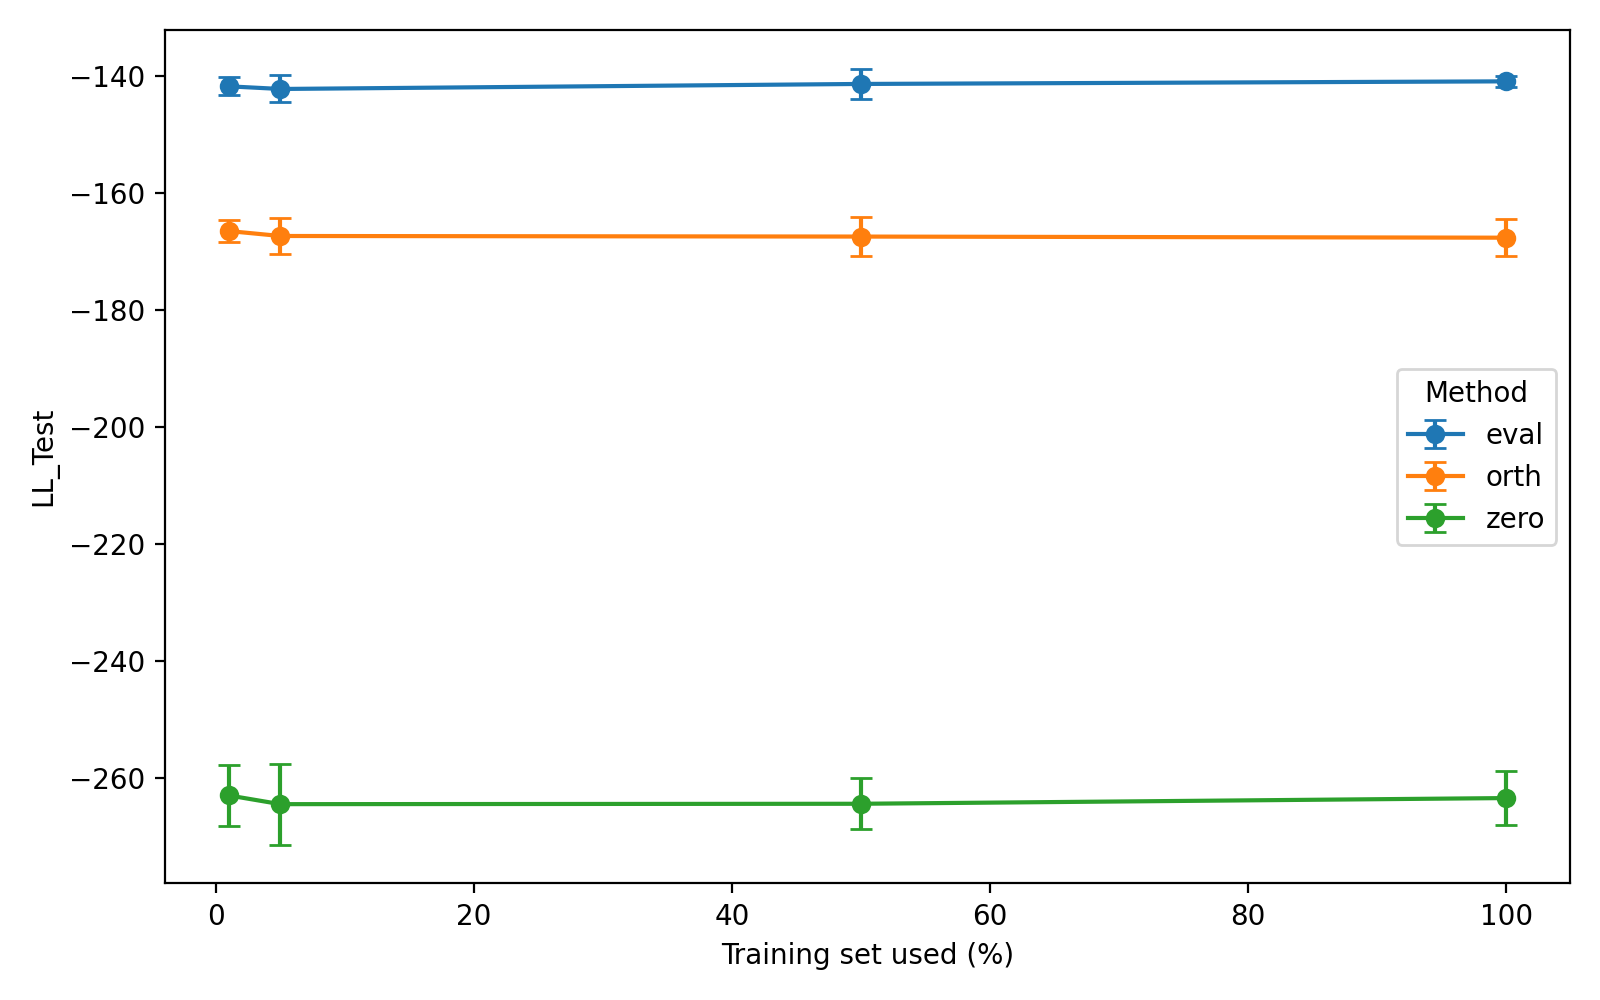 −140
−160
−180
−200
−220
−240
−260
LL_Test
0 20 40 60 80 100
Training set used (%)
Method
eval
orth
zero